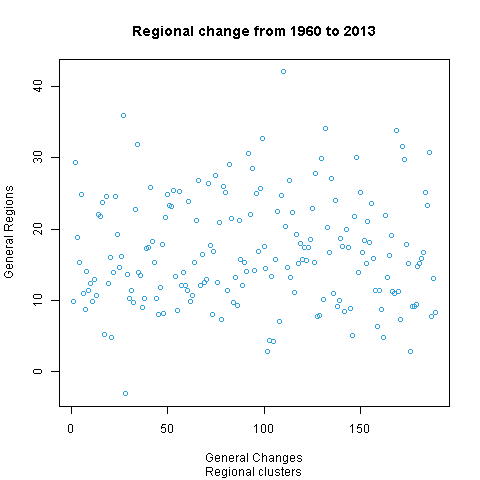 Regional change from 1960 to 2013
General Regions
40
30
20
10
0
0 50 100 150
General Changes
Regional clusters